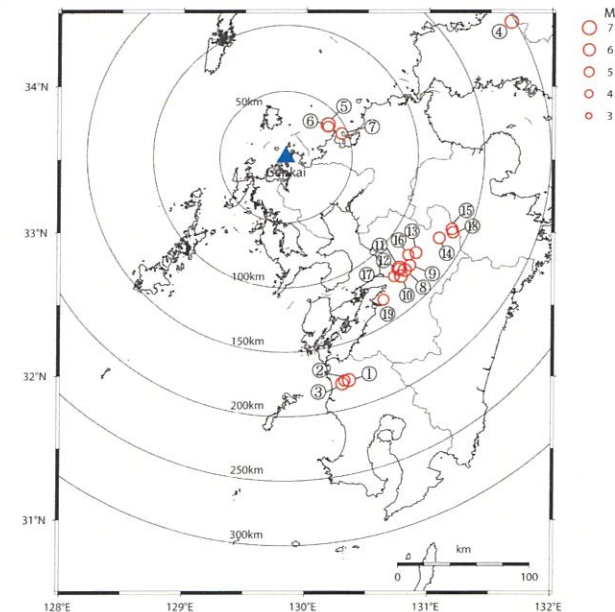 M
7
6
5
4
3
④
34°N
50km
⑤
⑥
⑦
Genkai
33°N
⑮
⑬
⑯
⑱
⑪
⑫
⑭
⑰
⑨
⑧
⑩
100km
⑲
150km
②
①
32°N
③
200km
250km
31°N
300km
km
0
100
128°E
129°E
130°E
131°E
132°E